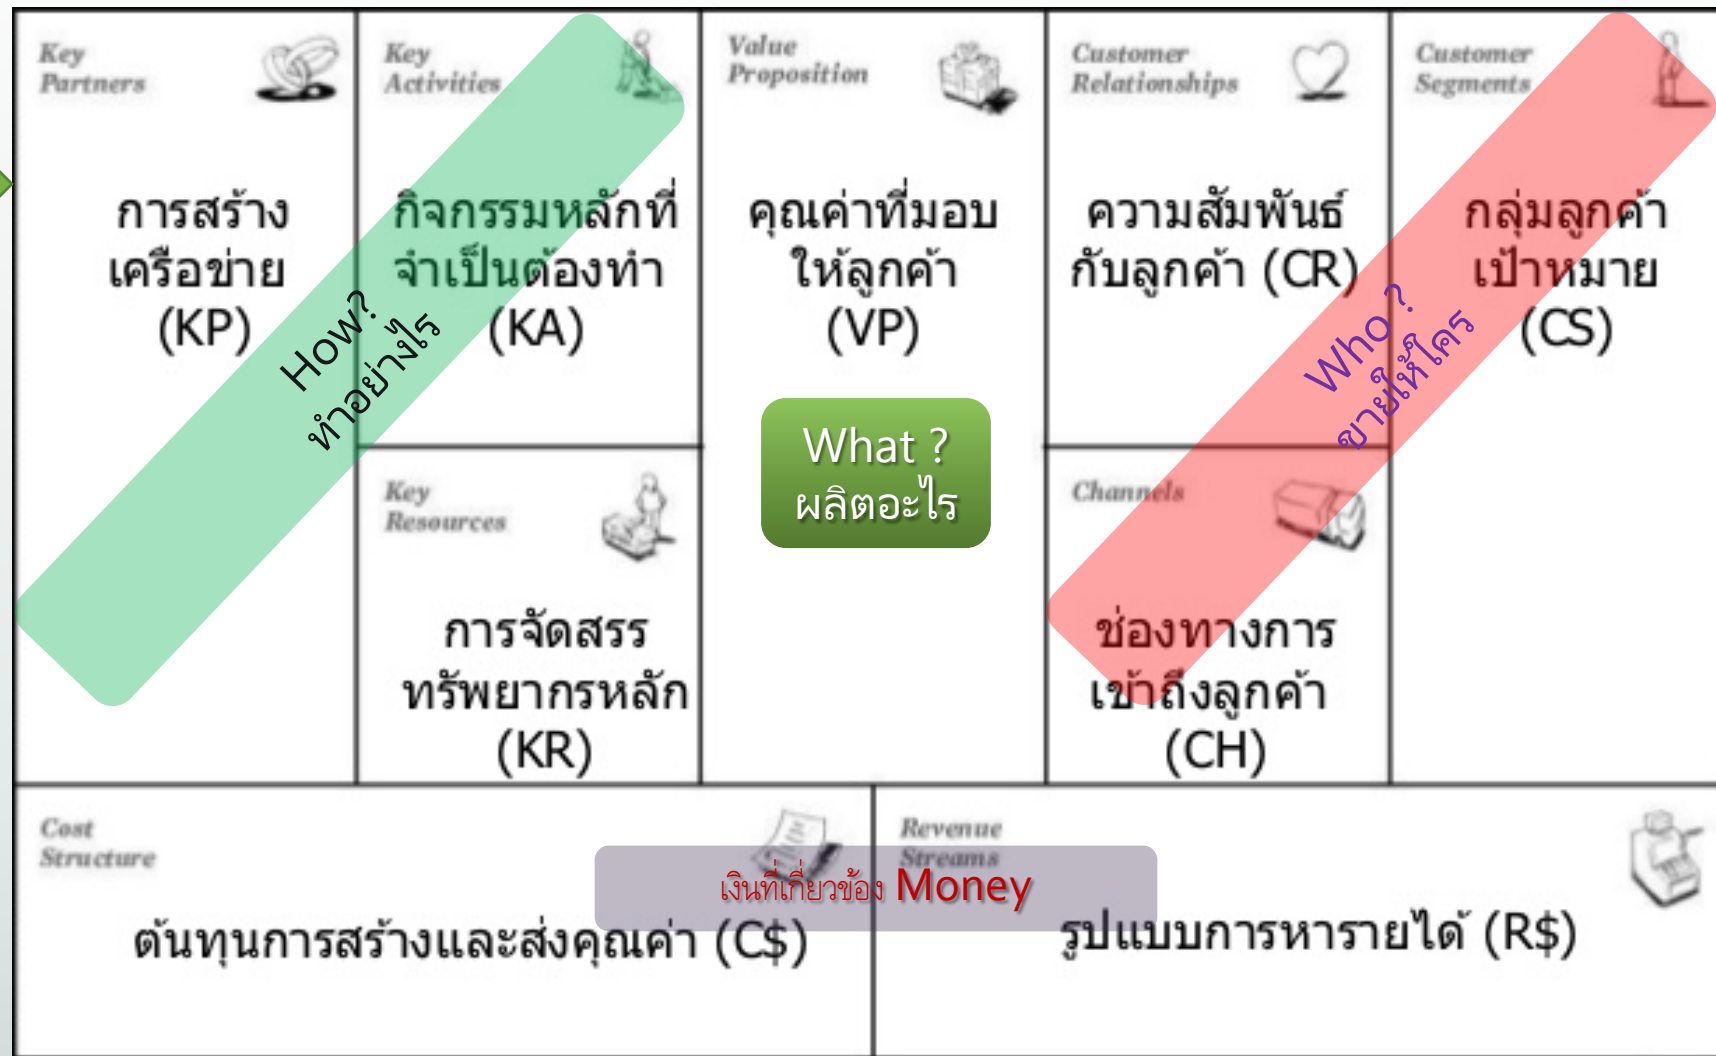 Key
Partners
การสร้าง
เครือข่าย
(KP)
Key
Activities
กิจกรรมหลักที่
จำเป็นต้องทำ
(KA)
How?
ทำอย่างไร
Key
Resources
การจัดสรร
ทรัพยากรหลัก
(KR)
Value
Proposition
คุณค่าที่มอบ
ให้ลูกค้า
(VP)
What ?
ผลิตอะไร
Customer
Relationships
ความสัมพันธ์
กับลูกค้า (CR)
Channels
ช่องทางการ
เข้าถึงลูกค้า
(CH)
Customer
Segments
กลุ่มลูกค้า
เป้าหมาย
(CS)
Who ?
ขายให้ใคร
Cost
Structure
ต้นทุนการสร้างและส่งคุณค่า (C$)
เงินที่เกี่ยวข้อง Money
Revenue
Streams
รูปแบบการหารายได้ (R$)